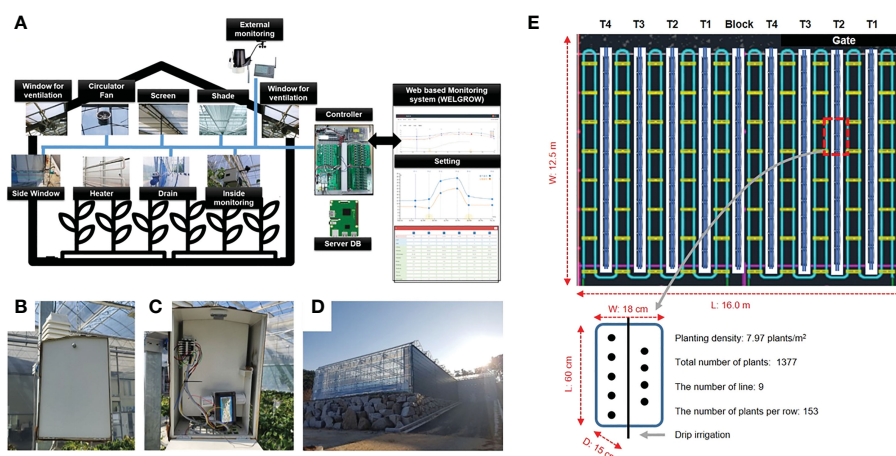 A
External
monitoring
Window for
ventilation
Circulator
Fan
Screen
Shade
Window for
ventilation
Controller
Web based Monitoring
system (WELGROW)
Setting
Side Window
Heater
Drain
Inside
monitoring
Server DB
B
C
D
E
T4 T3 T2 T1 Block T4 T3 T2 T1
Gate
W: 12.5 m
L: 16.0 m
W: 18 cm
L: 60 cm
D: 15 cm
Planting density: 7.97 plants/m²
Total number of plants: 1377
The number of line: 9
The number of plants per row: 153
Drip irrigation